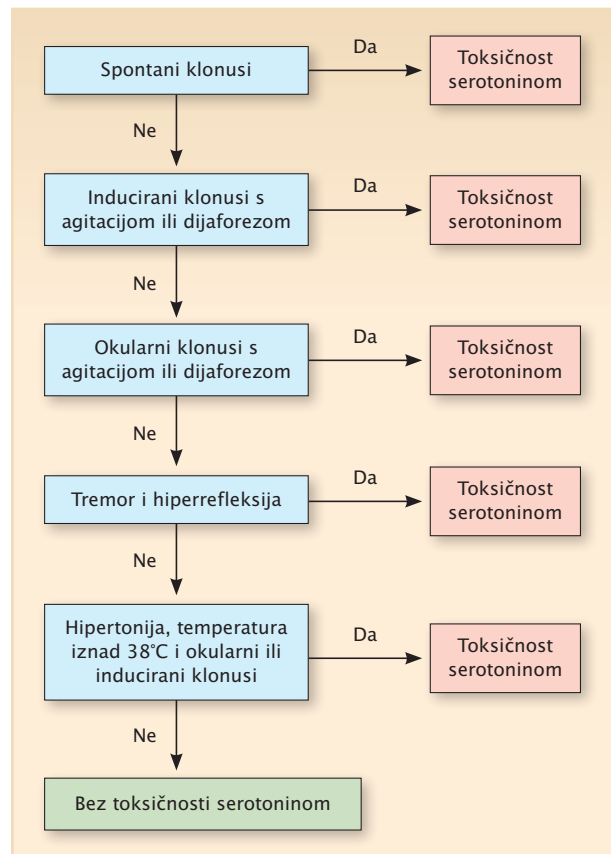 Spontani klonusi
Da
Toksičnost
serotoninom
Ne
Inducirani klonusi s
agitacijom ili dijaforezom
Da
Toksičnost
serotoninom
Ne
Okularni klonusi s
agitacijom ili dijaforezom
Da
Toksičnost
serotoninom
Ne
Tremor i hiperrefleksija
Da
Toksičnost
serotoninom
Ne
Hipertonija, temperatura
iznad 38°C i okularni ili
inducirani klonusi
Da
Toksičnost
serotoninom
Ne
Bez toksičnosti serotoninom